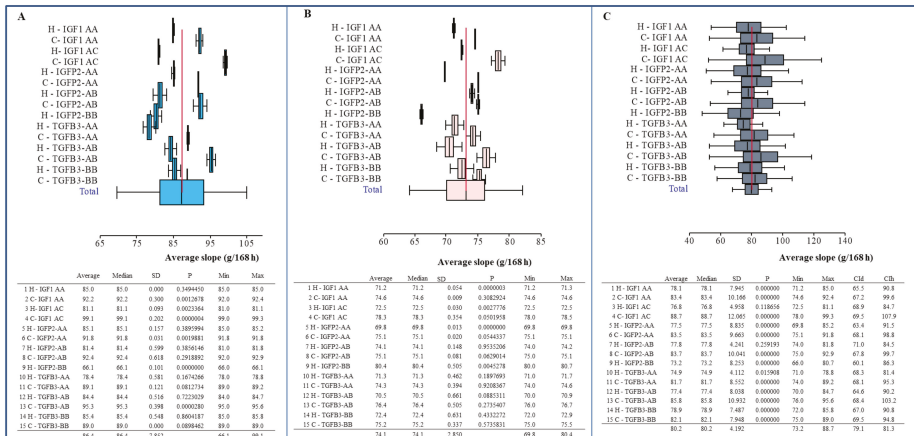 A
H - IGF1 AA
C- IGF1 AA
H- IGF1 AC
C- IGF1 AC
H - IGFP2-AA
C- IGFP2-AA
H - IGFP2-AB
C - IGFP2-AB
H - IGFP2-BB
H - TGFB3-AA
C - TGFB3-AA
H - TGFB3-AB
C - TGFB3-AB
H - TGFB3-BB
C - TGFB3-BB
Total
65 85 95 105
Average slope (g/168 h)
Average Median SD P Min Max
1 H - IGF1 AA 85.0 85.0 0.000 0.3494450 85.0 85.0
2 C- IGF1 AA 92.2 92.2 0.300 0.0012678 92.0 92.4
3 H- IGF1 AC 81.1 81.1 0.093 0.0023364 81.0 81.1
4 C- IGF1 AC 99.1 99.1 0.202 0.0000004 99.0 99.3
5 H - IGFP2-AA 85.1 85.1 0.157 0.3895994 85.0 85.2
6 C - IGFP2-AA 91.8 91.8 0.031 0.0019881 91.8 91.8
7 H - IGFP2-AB 81.4 81.4 0.599 0.3856146 81.0 81.8
8 C - IGFP2-AB 92.4 92.4 0.618 0.2918892 92.0 92.9
9 H - IGFP2-BB 66.1 66.1 0.101 0.0000000 66.0 66.1
10 H - TGFB3-AA 78.4 78.4 0.581 0.1674266 78.0 78.8
11 C - TGFB3-AA 89.1 89.1 0.121 0.0812734 89.0 89.2
12 H - TGFB3-AB 84.4 84.4 0.516 0.7223029 84.0 84.7
13 C - TGFB3-AB 95.3 95.3 0.398 0.0000280 95.0 95.6
14 H - TGFB3-BB 85.4 85.4 0.548 0.8604187 85.0 85.8
15 C - TGFB3-BB 89.0 89.0 0.000 0.0898462 89.0 89.0
86.4 86.4 66.1 99.1
B
H - IGF1 AA
C- IGF1 AA
H- IGF1 AC
C- IGF1 AC
H - IGFP2-AA
C - IGFP2-AA
H - IGFP2-AB
C - IGFP2-AB
H - IGFP2-BB
H - TGFB3-AA
C - TGFB3-AA
H - TGFB3-AB
C - TGFB3-AB
H - TGFB3-BB
C - TGFB3-BB
Total
60 65 70 75 80 85
Average slope (g/168 h)
Average Median SD P Min Max
1 H - IGF1 AA 71.2 71.2 0.054 0.0000003 71.2 71.3
2 C- IGF1 AA 74.6 74.6 0.009 0.3082924 74.6 74.6
3 H- IGF1 AC 72.5 72.5 0.030 0.0027776 72.5 72.5
4 C- IGF1 AC 78.3 78.3 0.354 0.0501958 78.0 78.5
5 H - IGFP2-AA 69.8 69.8 0.013 0.0000000 69.8 69.8
6 C - IGFP2-AA 75.1 75.1 0.020 0.0544337 75.1 75.1
7 H - IGFP2-AB 74.1 74.1 0.148 0.9535206 74.0 74.2
8 C - IGFP2-AB 75.1 75.1 0.081 0.0629014 75.0 75.1
9 H - IGFP2-BB 80.4 80.4 0.505 0.0045278 80.0 80.7
10 H - TGFB3-AA 71.3 71.3 0.462 0.1897693 71.0 71.7
11 C - TGFB3-AA 74.3 74.3 0.394 0.9208367 74.0 74.6
12 H - TGFB3-AB 70.5 70.5 0.661 0.0885311 70.0 70.9
13 C - TGFB3-AB 76.4 76.4 0.505 0.2735407 76.0 76.7
14 H - TGFB3-BB 72.4 72.4 0.631 0.4332272 72.0 72.9
15 C - TGFB3-BB 75.2 75.2 0.337 0.5735831 75.0 75.5
74.1 74.1 2.850 69.8 80.4
C
H - IGF1 AA
C- IGF1 AA
H- IGF1 AC
C- IGF1 AC
H - IGFP2-AA
C - IGFP2-AA
H - IGFP2-AB
C - IGFP2-AB
H - IGFP2-BB
H - TGFB3-AA
C - TGFB3-AA
H - TGFB3-AB
C - TGFB3-AB
H - TGFB3-BB
C - TGFB3-BB
Total
40 60 80 100 120 140
Average slope (g/168 h)
Average Median SD P Min Max CLd Clh
1 H - IGF1 AA 78.1 78.1 7.945 0.000000 71.2 85.0 65.5 90.8
2 C- IGF1 AA 83.4 83.4 10.166 0.000000 74.6 92.4 67.2 99.6
3 H- IGF1 AC 76.8 76.8 4.958 0.118656 72.5 81.1 68.9 84.7
4 C- IGF1 AC 88.7 88.7 12.065 0.000000 78.0 99.3 69.5 107.9
5 H - IGFP2-AA 77.5 77.5 8.835 0.000000 69.8 85.2 63.4 91.5
6 C - IGFP2-AA 83.5 83.5 9.663 0.000000 75.1 91.8 68.1 98.8
7 H - IGFP2-AB 77.8 77.8 4.241 0.259193 74.0 81.8 71.0 84.5
8 C - IGFP2-AB 83.7 83.7 10.041 0.000000 75.0 92.9 67.8 99.7
9 H - IGFP2-BB 73.2 73.2 8.253 0.000000 66.0 80.7 60.1 86.3
10 H - TGFB3-AA 74.9 74.9 4.112 0.015908 71.0 78.8 68.3 81.4
11 C - TGFB3-AA 81.7 81.7 8.552 0.000000 74.0 89.2 68.1 95.3
12 H - TGFB3-AB 77.4 77.4 8.038 0.000000 70.0 84.7 64.6 90.2
13 C - TGFB3-AB 85.8 85.8 10.932 0.000000 76.0 95.6 68.4 103.2
14 H - TGFB3-BB 78.9 78.9 7.487 0.000000 72.0 85.8 67.0 90.8
15 C - TGFB3-BB 82.1 82.1 7.948 0.000000 75.0 89.0 69.5 94.8
80.2 80.2 4.192 73.2 88.7 79.1 81.3